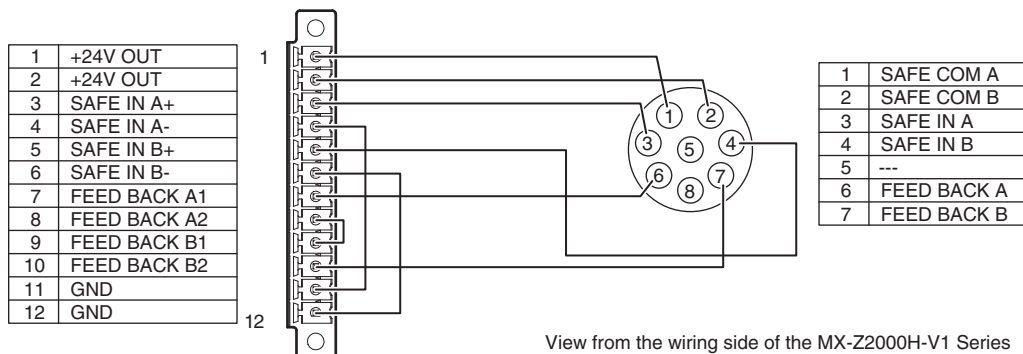 1 +24V OUT
2 +24V OUT
3 SAFE IN A+
4 SAFE IN A-
5 SAFE IN B+
6 SAFE IN B-
7 FEED BACK A1
8 FEED BACK A2
9 FEED BACK B1
10 FEED BACK B2
11 GND
12 GND
1
12
1 2
3 5 4
6 8 7
1 SAFE COM A
2 SAFE COM B
3 SAFE IN A
4 SAFE IN B
5 ---
6 FEED BACK A
7 FEED BACK B
View from the wiring side of the MX-Z2000H-V1 Series